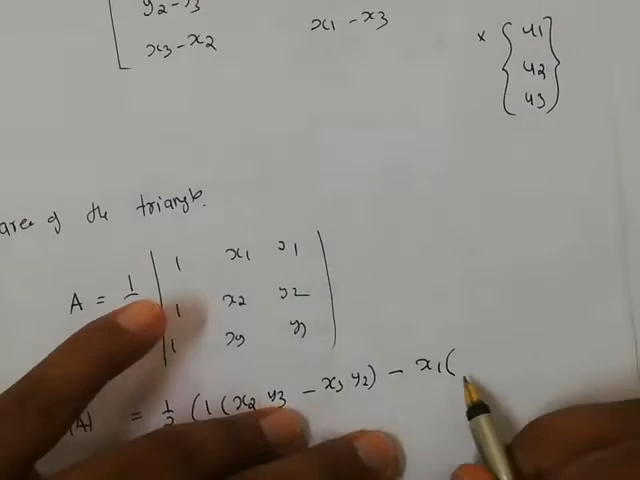 y2-y3
x3-x2 x1-x3 × { u1
u2
u3 }
area of the triangle.
A = 1/2 | 1 x1 y1
1 x2 y2
1 x3 y3 |
(A) = 1/2 (1(x2 y3 - x3 y2) - x1(